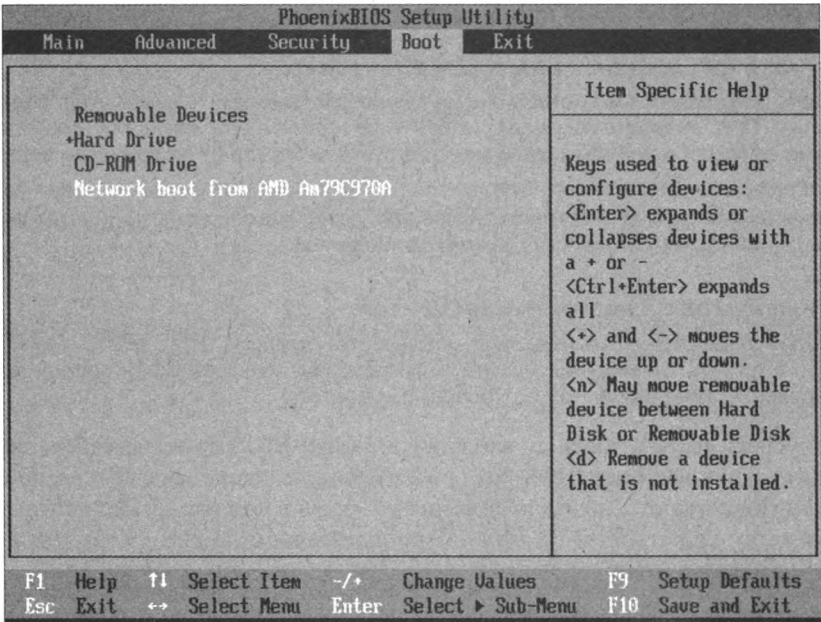 PhoenixBIOS Setup Utility
Main Advanced Security Boot Exit
Removable Devices
+Hard Drive
CD-ROM Drive
Network boot from AMD Am79C970A
Item Specific Help
Keys used to view or
configure devices:
<Enter> expands or
collapses devices with
a + or -
<Ctrl+Enter> expands
all
<+> and <-> moves the
device up or down.
<n> May move removable
device between Hard
Disk or Removable Disk
<d> Remove a device
that is not installed.
F1 Help ↑↓ Select Item -/+ Change Values F9 Setup Defaults
Esc Exit ↔ Select Menu Enter Select ▶ Sub-Menu F10 Save and Exit